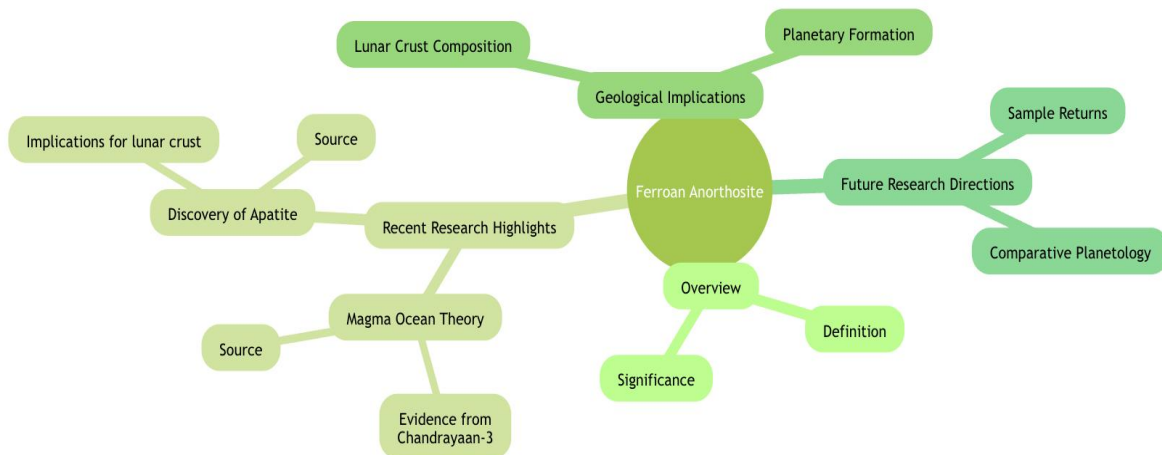 Lunar Crust Composition
Planetary Formation
Geological Implications
Sample Returns
Implications for lunar crust
Source
Ferroan Anorthosite
Future Research Directions
Discovery of Apatite
Recent Research Highlights
Comparative Planetology
Overview
Magma Ocean Theory
Definition
Source
Significance
Evidence from
Chandrayaan-3